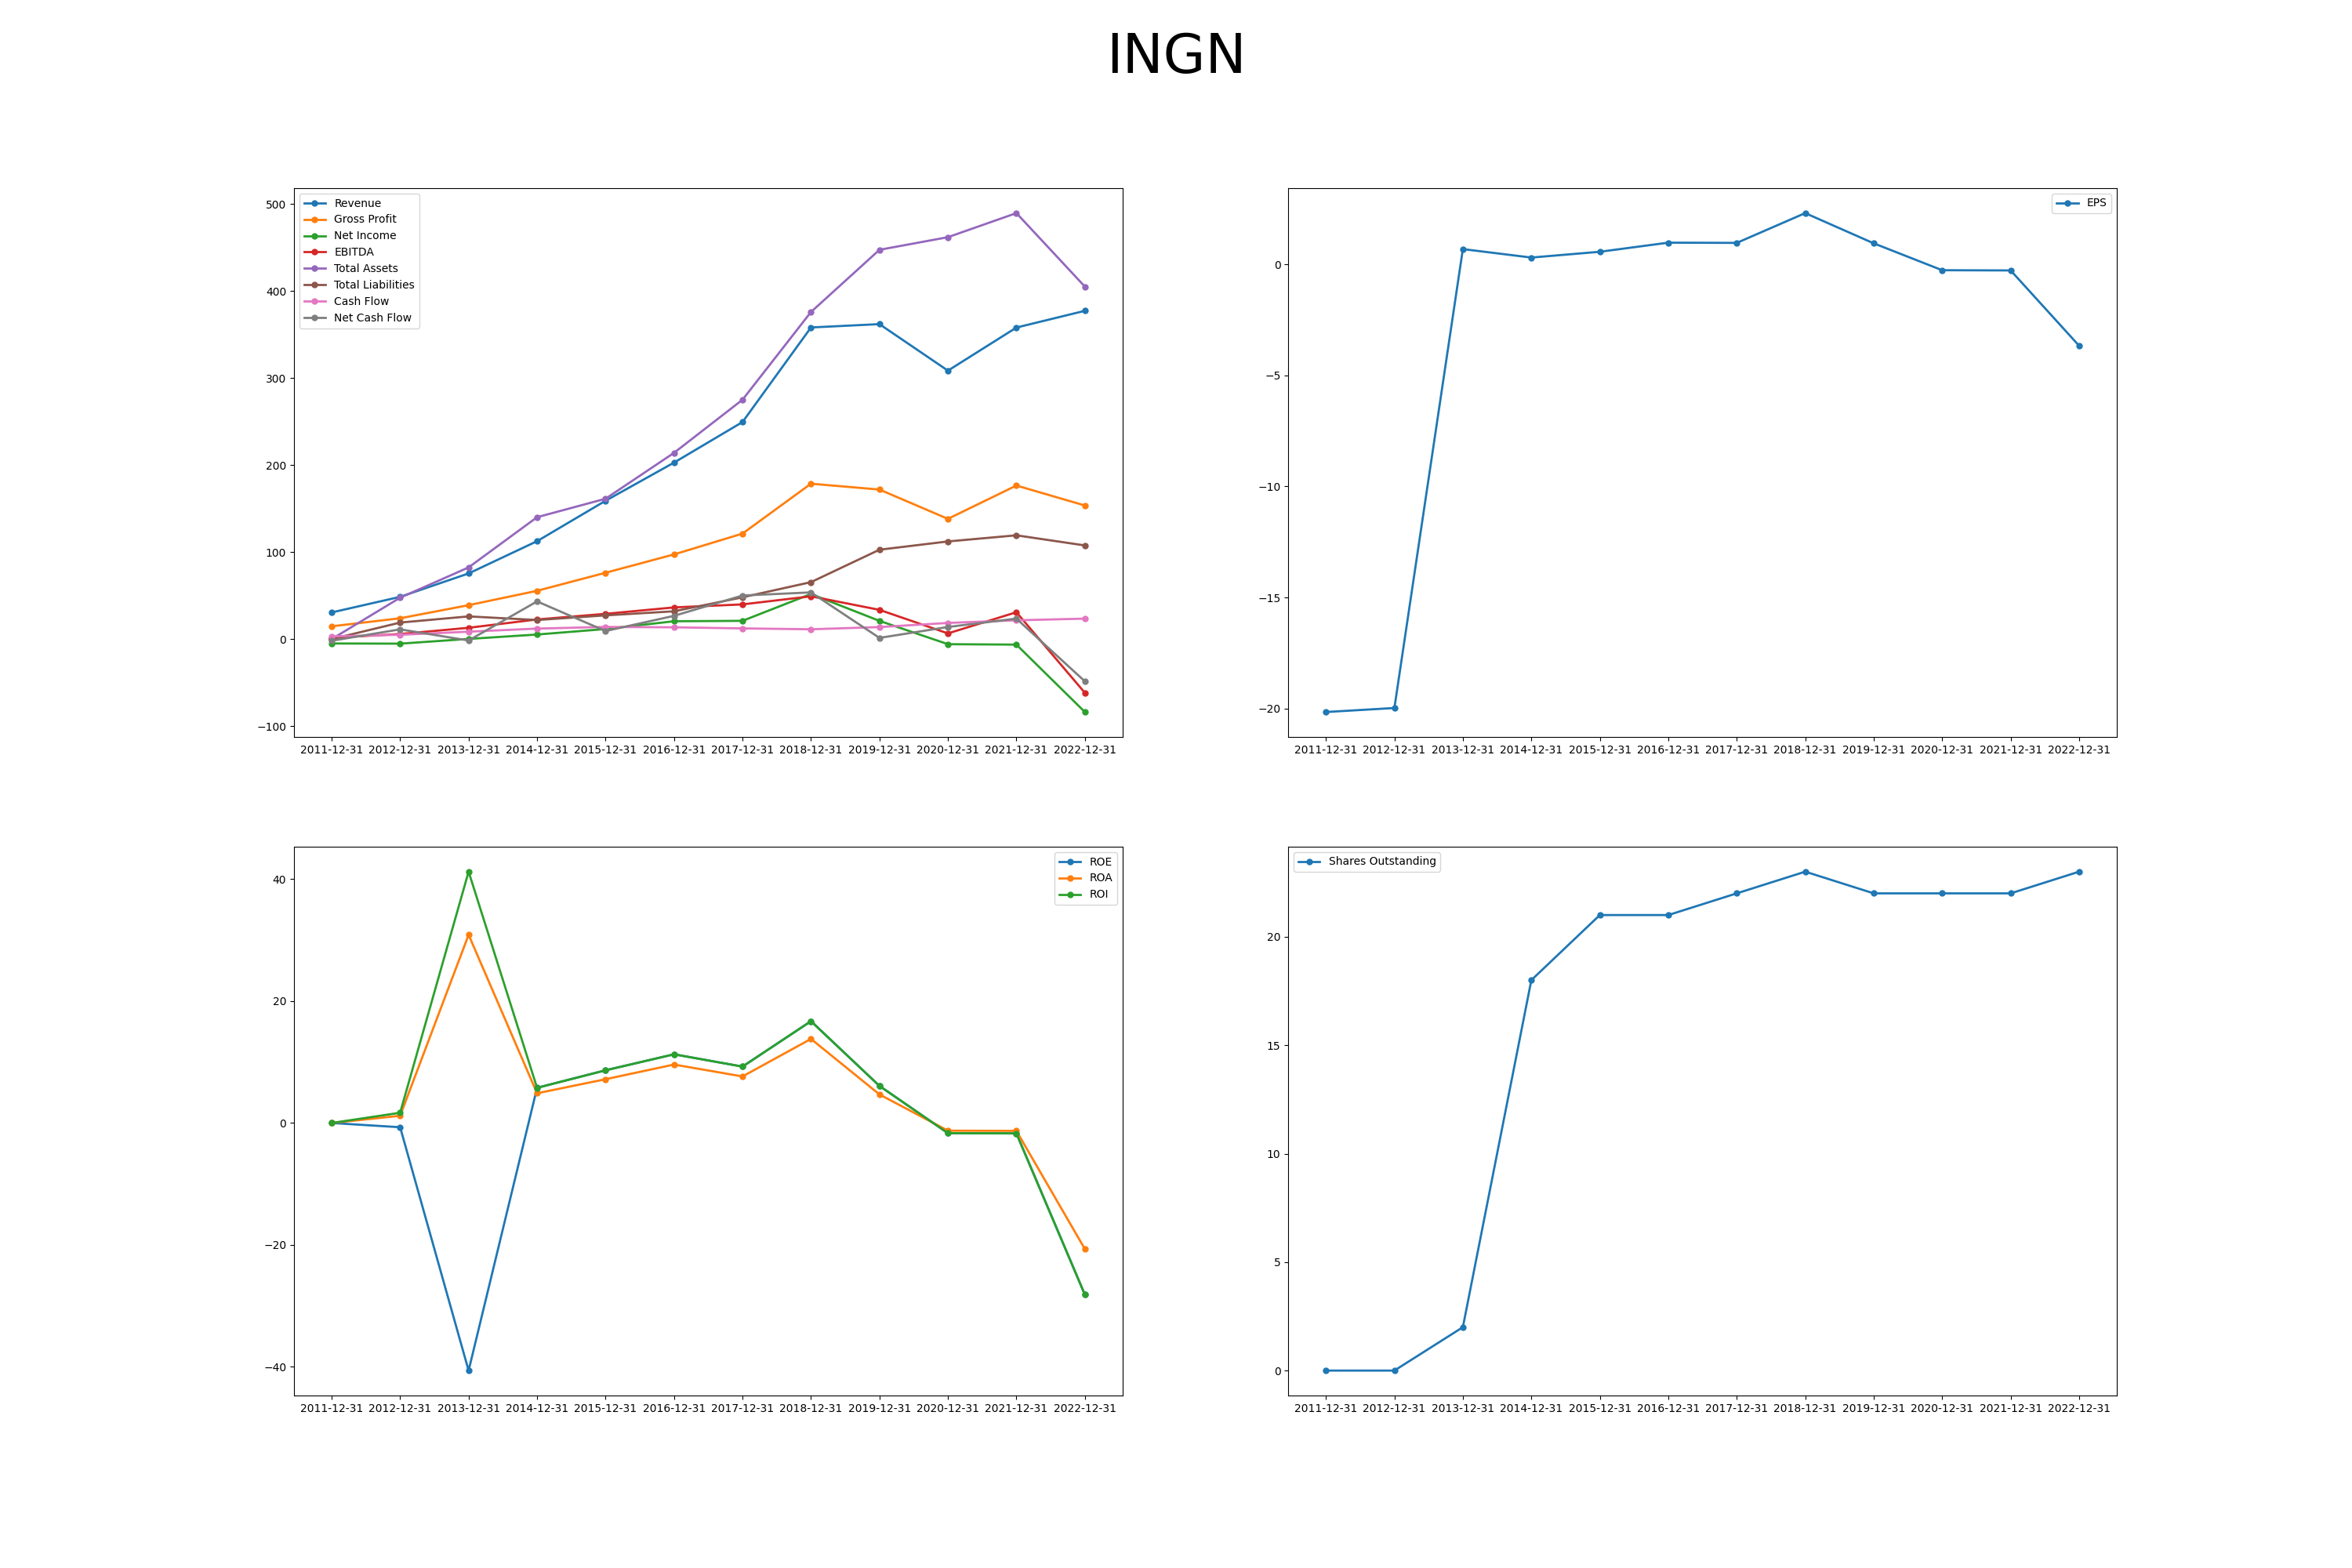 INGN
500
400
300
200
100
0
−100
Revenue
Gross Profit
Net Income
EBITDA
Total Assets
Total Liabilities
Cash Flow
Net Cash Flow
2011-12-31 2012-12-31 2013-12-31 2014-12-31 2015-12-31 2016-12-31 2017-12-31 2018-12-31 2019-12-31 2020-12-31 2021-12-31 2022-12-31
EPS
0
−5
−10
−15
−20
2011-12-31 2012-12-31 2013-12-31 2014-12-31 2015-12-31 2016-12-31 2017-12-31 2018-12-31 2019-12-31 2020-12-31 2021-12-31 2022-12-31
ROE
ROA
ROI
40
20
0
−20
−40
2011-12-31 2012-12-31 2013-12-31 2014-12-31 2015-12-31 2016-12-31 2017-12-31 2018-12-31 2019-12-31 2020-12-31 2021-12-31 2022-12-31
Shares Outstanding
20
15
10
5
0
2011-12-31 2012-12-31 2013-12-31 2014-12-31 2015-12-31 2016-12-31 2017-12-31 2018-12-31 2019-12-31 2020-12-31 2021-12-31 2022-12-31